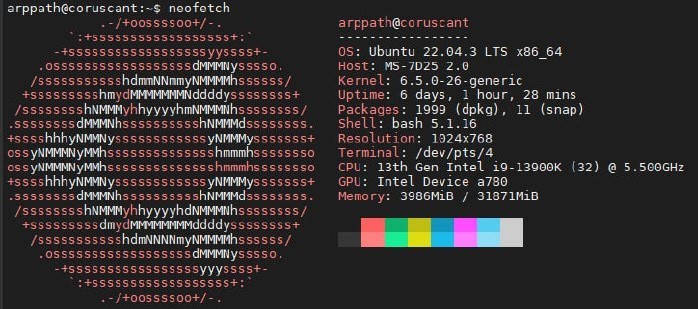 arppath@coruscant:~$ neofetch
.-/+oossssoo+/-.
`:+ssssssssssssssssss+:`
-+ssssssssssssssssssyyssss+-
.ossssssssssssssssssdMMMNysssso.
/ssssssssssshdmmNNmmyNMMMMhssssss/
+ssssssssshmydMMMMMMMNddddyssssssss+
/sssssssshNMMMyhhyyyyhmNMMMNhssssssss/
.ssssssssdMMMNhsssssssssshNMMMdssssssss.
+sssshhhyNMMNyssssssssssssyNMMMysssssss+
ossyNMMMNyMMhsssssssssssssshmmmhssssssso
ossyNMMMNyMMhsssssssssssssshmmmhssssssso
+sssshhhyNMMNyssssssssssssyNMMMysssssss+
.ssssssssdMMMNhsssssssssshNMMMdssssssss.
/sssssssshNMMMyhhyyyyhdNMMMNhssssssss/
+sssssssssdmydMMMMMMMMddddyssssssss+
/ssssssssssshdmNNNNmyNMMMMhssssss/
.ossssssssssssssssssdMMMNysssso.
-+sssssssssssssssssyyyssss+-
`:+ssssssssssssssssss+:`
.-/+oossssoo+/-.
arppath@coruscant
-----------------
OS: Ubuntu 22.04.3 LTS x86_64
Host: MS-7D25 2.0
Kernel: 6.5.0-26-generic
Uptime: 6 days, 1 hour, 28 mins
Packages: 1999 (dpkg), 11 (snap)
Shell: bash 5.1.16
Resolution: 1024x768
Terminal: /dev/pts/4
CPU: 13th Gen Intel i9-13900K (32) @ 5.500GHz
GPU: Intel Device a780
Memory: 3986MiB / 31871MiB